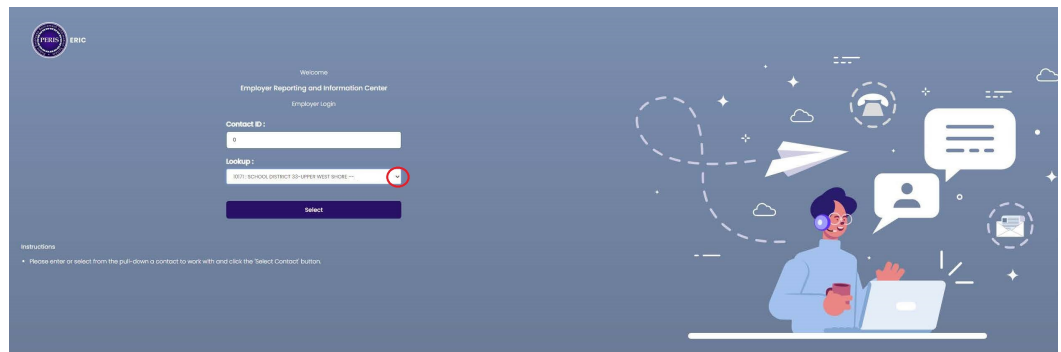 PERIS ERIC
Welcome
Employer Reporting and Information Center
Employer Login
Contact ID :
0
Lookup :
10171: SCHOOL DISTRICT 33-UPPER WEST SHORE --
Select
Instructions
• Please enter or select from the pull-down a contact to work with and click the 'Select Contact' button.